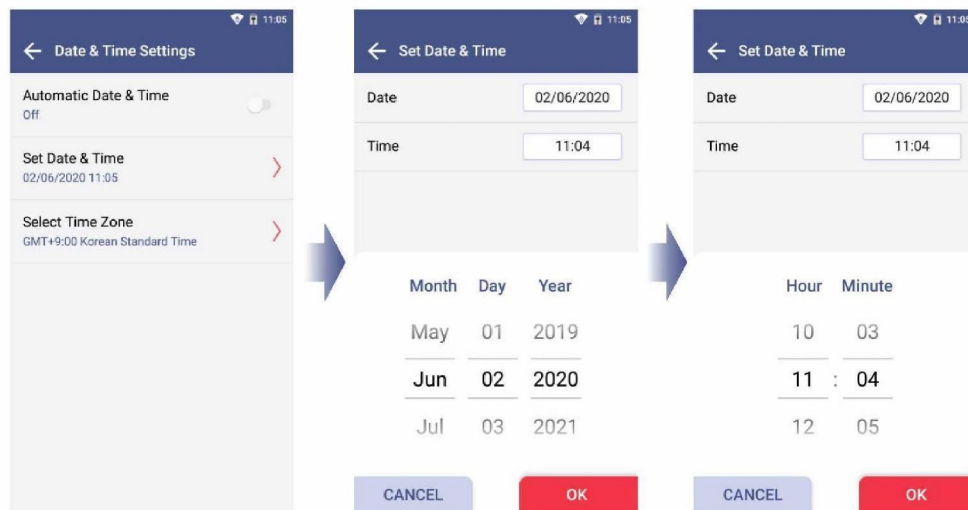 11:05
Date & Time Settings
Automatic Date & Time
Off
Set Date & Time
02/06/2020 11:05
Select Time Zone
GMT+9:00 Korean Standard Time
11:05
Set Date & Time
Date 02/06/2020
Time 11:04
Month Day Year
May 01 2019
Jun 02 2020
Jul 03 2021
CANCEL OK
11:05
Set Date & Time
Date 02/06/2020
Time 11:04
Hour Minute
10 03
11 : 04
12 05
CANCEL OK